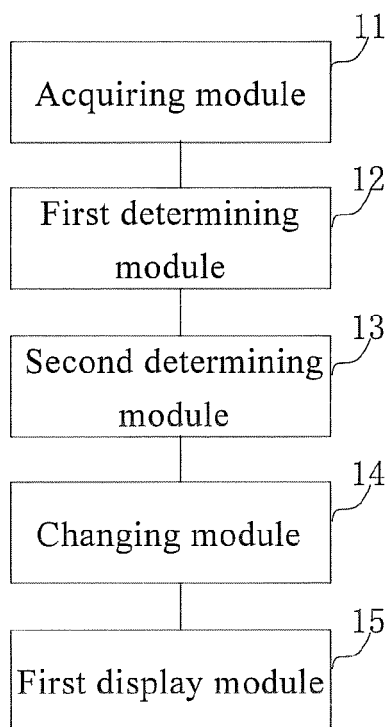 11
Acquiring module
12
First determining
module
13
Second determining
module
14
Changing module
15
First display module